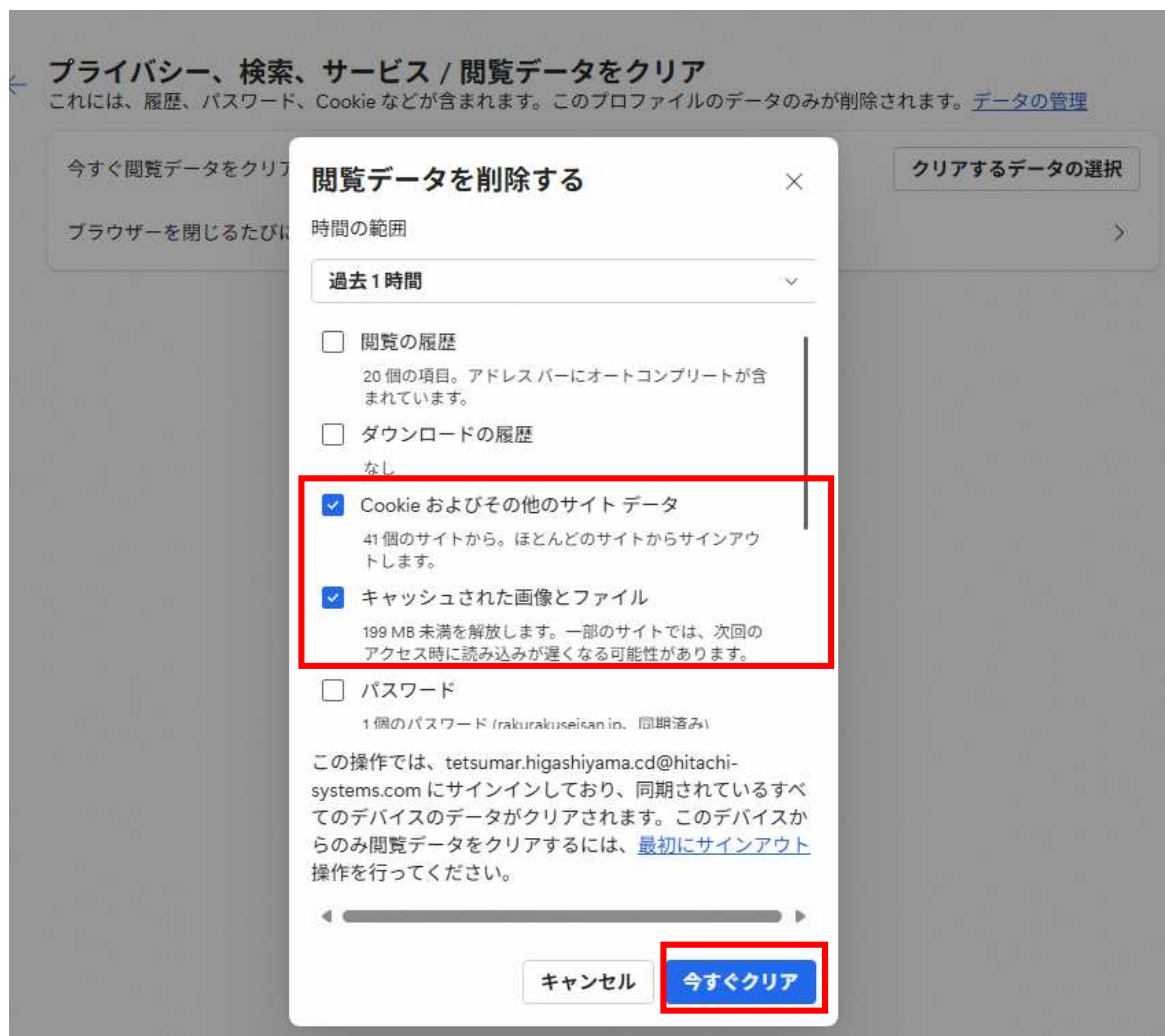 プライバシー、検索、サービス / 閲覧データをクリア
これには、履歴、パスワード、Cookie などが含まれます。このプロファイルのデータのみが削除されます。データの管理
今すぐ閲覧データをクリア
クリアするデータの選択
ブラウザーを閉じるたびに
閲覧データを削除する
時間の範囲
過去 1 時間
閲覧の履歴
20 個の項目。アドレス バーにオートコンプリートが含
まれています。
ダウンロードの履歴
なし
Cookie およびその他のサイト データ
41 個のサイトから。ほとんどのサイトからサインアウ
トします。
キャッシュされた画像とファイル
199 MB 未満を解放します。一部のサイトでは、次回の
アクセス時に読み込みが遅くなる可能性があります。
パスワード
1 個のパスワード (rakurakuseisan.jp、同期済み)
この操作では、tetsumar.higashiyama.cd@hitachi-
systems.com にサインインしており、同期されているすべ
てのデバイスのデータがクリアされます。このデバイスか
らのみ閲覧データをクリアするには、最初にサインアウト
操作を行ってください。
キャンセル
今すぐクリア